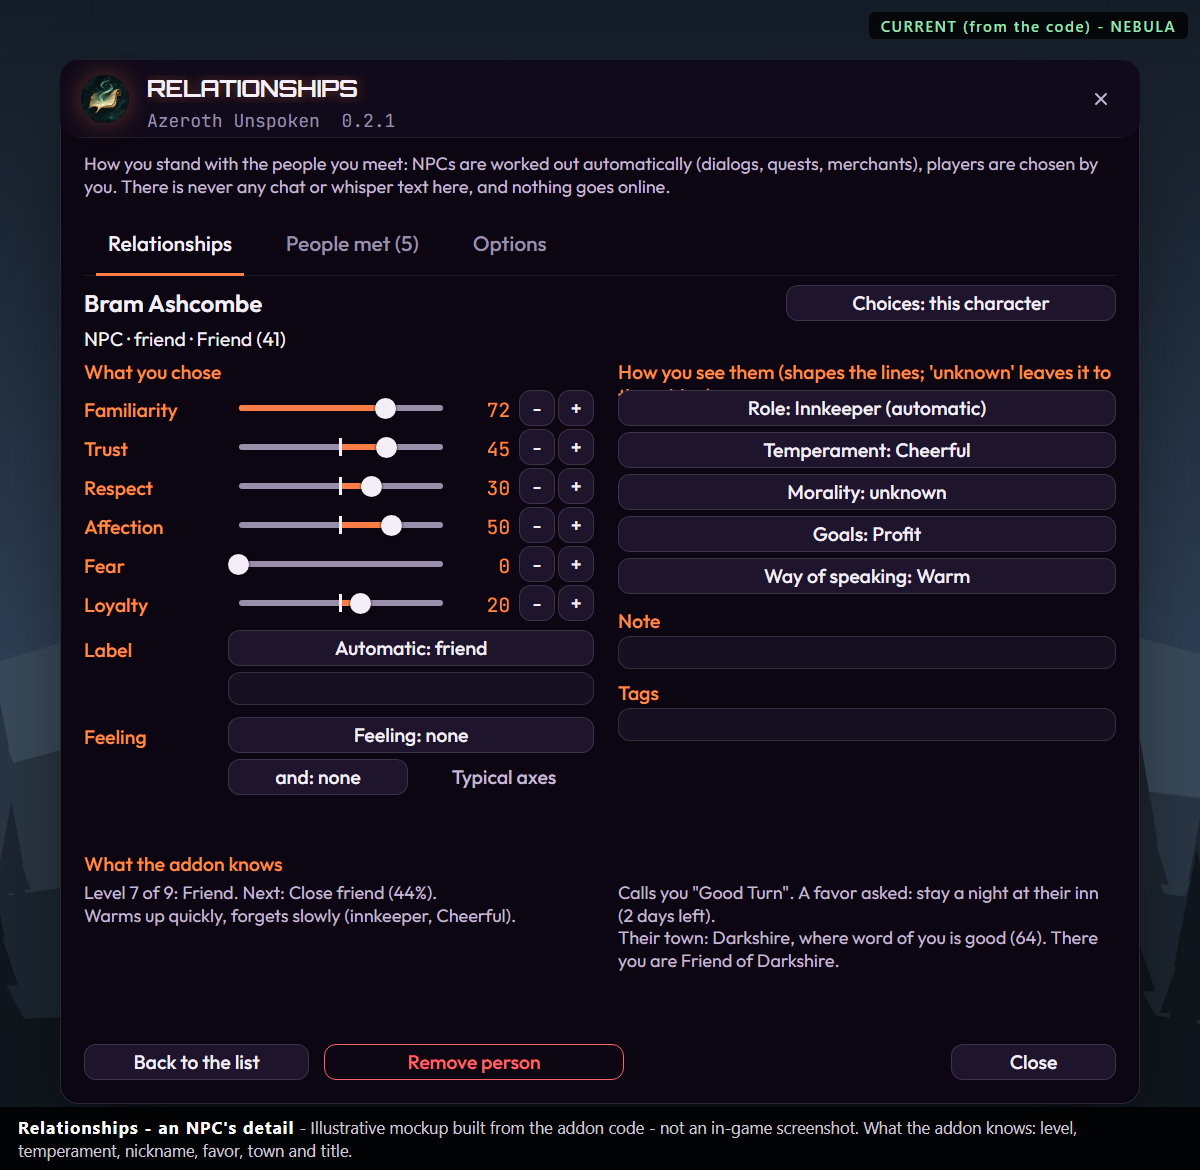 CURRENT (from the code) - NEBULA
RELATIONSHIPS
Azeroth Unspoken 0.2.1
How you stand with the people you meet: NPCs are worked out automatically (dialogs, quests, merchants), players are chosen by
you. There is never any chat or whisper text here, and nothing goes online.
Relationships People met (5) Options
Bram Ashcombe
Choices: this character
NPC · friend · Friend (41)
What you chose
Familiarity 72 - +
Trust 45 - +
Respect 30 - +
Affection 50 - +
Fear 0 - +
Loyalty 20 - +
Label Automatic: friend
Feeling Feeling: none
and: none Typical axes
How you see them (shapes the lines; 'unknown' leaves it to
Role: Innkeeper (automatic)
Temperament: Cheerful
Morality: unknown
Goals: Profit
Way of speaking: Warm
Note
Tags
What the addon knows
Level 7 of 9: Friend. Next: Close friend (44%).
Warms up quickly, forgets slowly (innkeeper, Cheerful).
Calls you "Good Turn". A favor asked: stay a night at their inn
(2 days left).
Their town: Darkshire, where word of you is good (64). There
you are Friend of Darkshire.
Back to the list Remove person Close
Relationships - an NPC's detail - Illustrative mockup built from the addon code - not an in-game screenshot. What the addon knows: level,
temperament, nickname, favor, town and title.